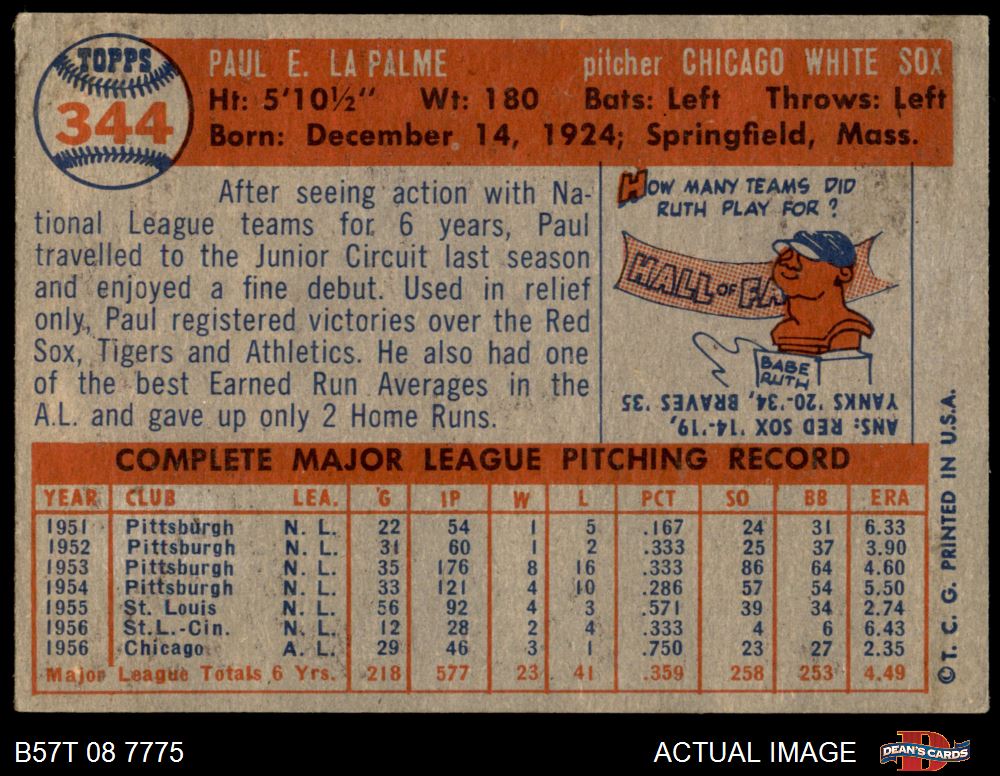 TOPPS
344
PAUL E. LA PALME pitcher CHICAGO WHITE SOX
Ht: 5'10½" Wt: 180 Bats: Left Throws: Left
Born: December 14, 1924; Springfield, Mass.
After seeing action with Na-
tional League teams for 6 years, Paul
travelled to the Junior Circuit last season
and enjoyed a fine debut. Used in relief
only, Paul registered victories over the Red
Sox, Tigers and Athletics. He also had one
of the best Earned Run Averages in the
A.L. and gave up only 2 Home Runs.
HOW MANY TEAMS DID
RUTH PLAY FOR?
HALL OF FA
BABE
RUTH
ANS: RED SOX '14-'19,
YANKS '20-'34, BRAVES '35
COMPLETE MAJOR LEAGUE PITCHING RECORD
YEAR CLUB LEA. G IP W L PCT SO BB ERA
1951 Pittsburgh N. L. 22 54 1 5 .167 24 31 6.33
1952 Pittsburgh N. L. 31 60 1 2 .333 25 37 3.90
1953 Pittsburgh N. L. 35 176 8 16 .333 86 64 4.60
1954 Pittsburgh N. L. 33 121 4 10 .286 57 54 5.50
1955 St. Louis N. L. 56 92 4 3 .571 39 34 2.74
1956 St.L.-Cin. N. L. 12 28 2 4 .333 4 6 6.43
1956 Chicago A. L. 29 46 3 1 .750 23 27 2.35
Major League Totals 6 Yrs. 218 577 23 41 .359 258 253 4.49
©T. C. G. PRINTED IN U.S.A.
B57T 08 7775 ACTUAL IMAGE
DEAN'S CARDS